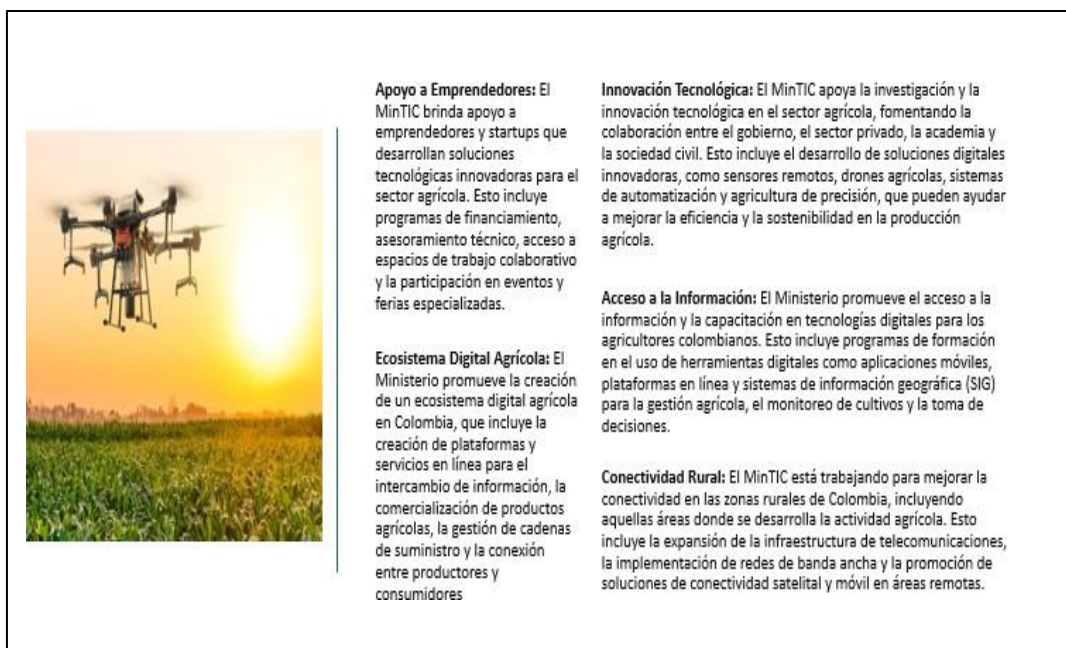 Apoyo a Emprendedores: El
MinTIC brinda apoyo a
emprendedores y startups que
desarrollan soluciones
tecnológicas innovadoras para el
sector agrícola. Esto incluye
programas de financiamiento,
asesoramiento técnico, acceso a
espacios de trabajo colaborativo
y la participación en eventos y
ferias especializadas.
Ecosistema Digital Agrícola: El
Ministerio promueve la creación
de un ecosistema digital agrícola
en Colombia, que incluye la
creación de plataformas y
servicios en línea para el
intercambio de información, la
comercialización de productos
agrícolas, la gestión de cadenas
de suministro y la conexión
entre productores y
consumidores
Innovación Tecnológica: El MinTIC apoya la investigación y la
innovación tecnológica en el sector agrícola, fomentando la
colaboración entre el gobierno, el sector privado, la academia y
la sociedad civil. Esto incluye el desarrollo de soluciones digitales
innovadoras, como sensores remotos, drones agrícolas, sistemas
de automatización y agricultura de precisión, que pueden ayudar
a mejorar la eficiencia y la sostenibilidad en la producción
agrícola.
Acceso a la Información: El Ministerio promueve el acceso a la
información y la capacitación en tecnologías digitales para los
agricultores colombianos. Esto incluye programas de formación
en el uso de herramientas digitales como aplicaciones móviles,
plataformas en línea y sistemas de información geográfica (SIG)
para la gestión agrícola, el monitoreo de cultivos y la toma de
decisiones.
Conectividad Rural: El MinTIC está trabajando para mejorar la
conectividad en las zonas rurales de Colombia, incluyendo
aquellas áreas donde se desarrolla la actividad agrícola. Esto
incluye la expansión de la infraestructura de telecomunicaciones,
la implementación de redes de banda ancha y la promoción de
soluciones de conectividad satelital y móvil en áreas remotas.